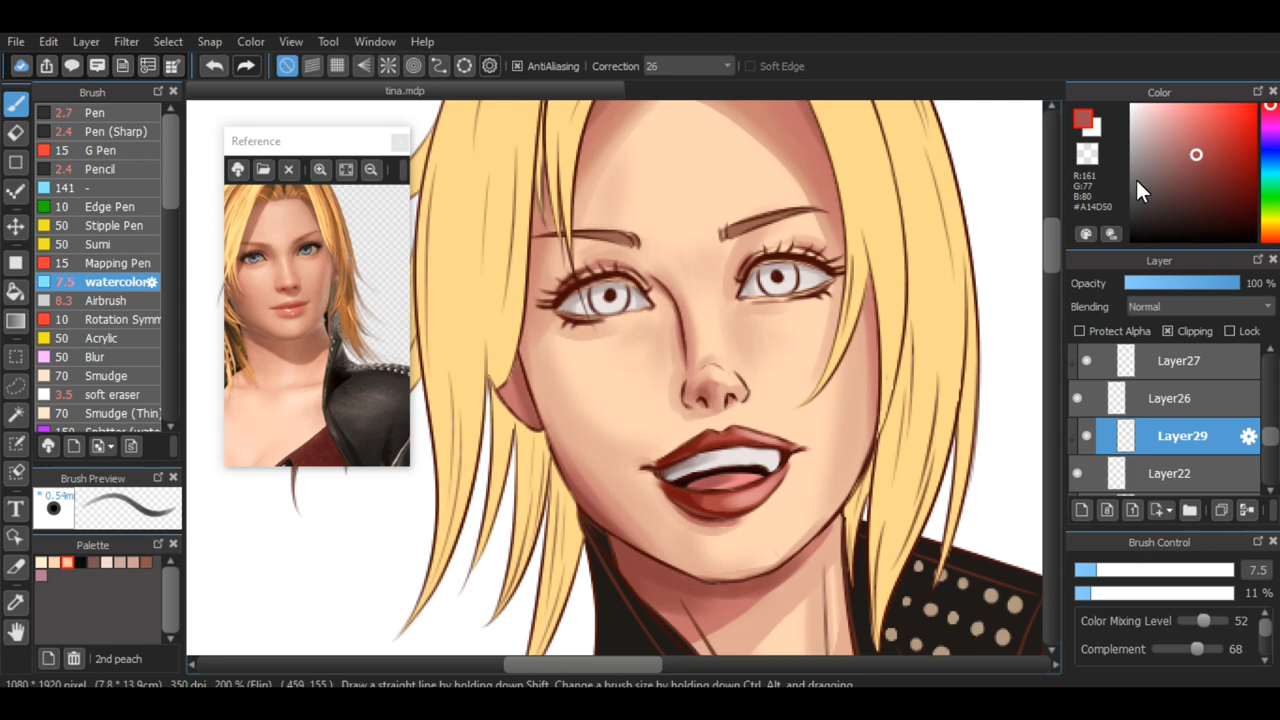 File Edit Layer Filter Select Snap Color View Tool Window Help
AntiAliasing Correction 26 Soft Edge
Brush
tina.mdp
Color
2.7 Pen
2.4 Pen (Sharp)
15 G Pen
2.4 Pencil
141 -
10 Edge Pen
50 Stipple Pen
50 Sumi
15 Mapping Pen
7.5 watercolor
8.3 Airbrush
10 Rotation Symm
50 Acrylic
50 Blur
70 Smudge
3.5 soft eraser
70 Smudge (Thin)
Brush Preview
* 0.54m
Palette
2nd peach
Reference
R:161
G:77
B:80
#A14D50
Layer
Opacity 100 %
Blending Normal
Protect Alpha Clipping Lock
Layer27
Layer26
Layer29
Layer22
Brush Control
7.5
11 %
Color Mixing Level 52
Complement 68
1080 * 1920 pixel (7.8 * 13.9cm) 350 dpi 200 % (Flip) ( 459, 155 ) Draw a straight line by holding down Shift, Change a brush size by holding down Ctrl, Alt, and dragging